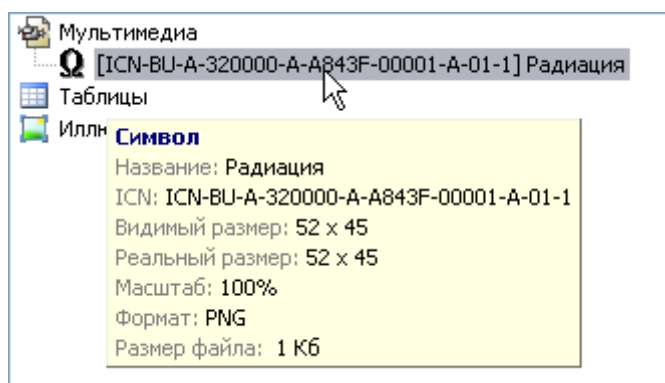 Мультимедиа
Ω [ICN-BU-A-320000-A-A843F-00001-A-01-1] Радиация
Таблицы
Илл
Символ
Название: Радиация
ICN: ICN-BU-A-320000-A-A843F-00001-A-01-1
Видимый размер: 52 x 45
Реальный размер: 52 x 45
Масштаб: 100%
Формат: PNG
Размер файла: 1 Кб